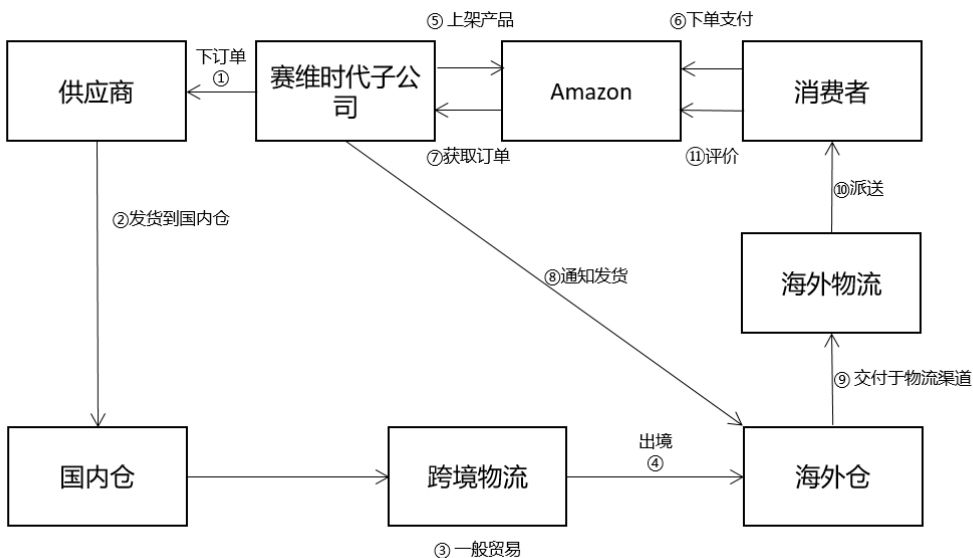 ⑤ 上架产品
⑥下单支付
下订单
①
供应商
赛维时代子公
司
Amazon
消费者
⑦获取订单
⑪评价
⑩派送
②发货到国内仓
⑧通知发货
海外物流
⑨ 交付于物流渠道
出境
④
国内仓
跨境物流
海外仓
③ 一般贸易